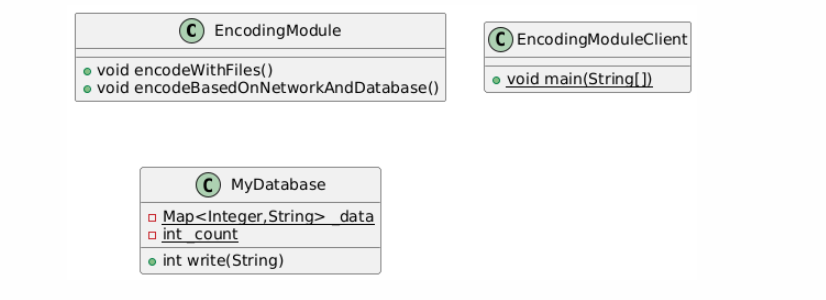 C EncodingModule
void encodeWithFiles()
void encodeBasedOnNetworkAndDatabase()
C EncodingModuleClient
void main(String[])
C MyDatabase
Map<Integer,String> _data
int _count
int write(String)